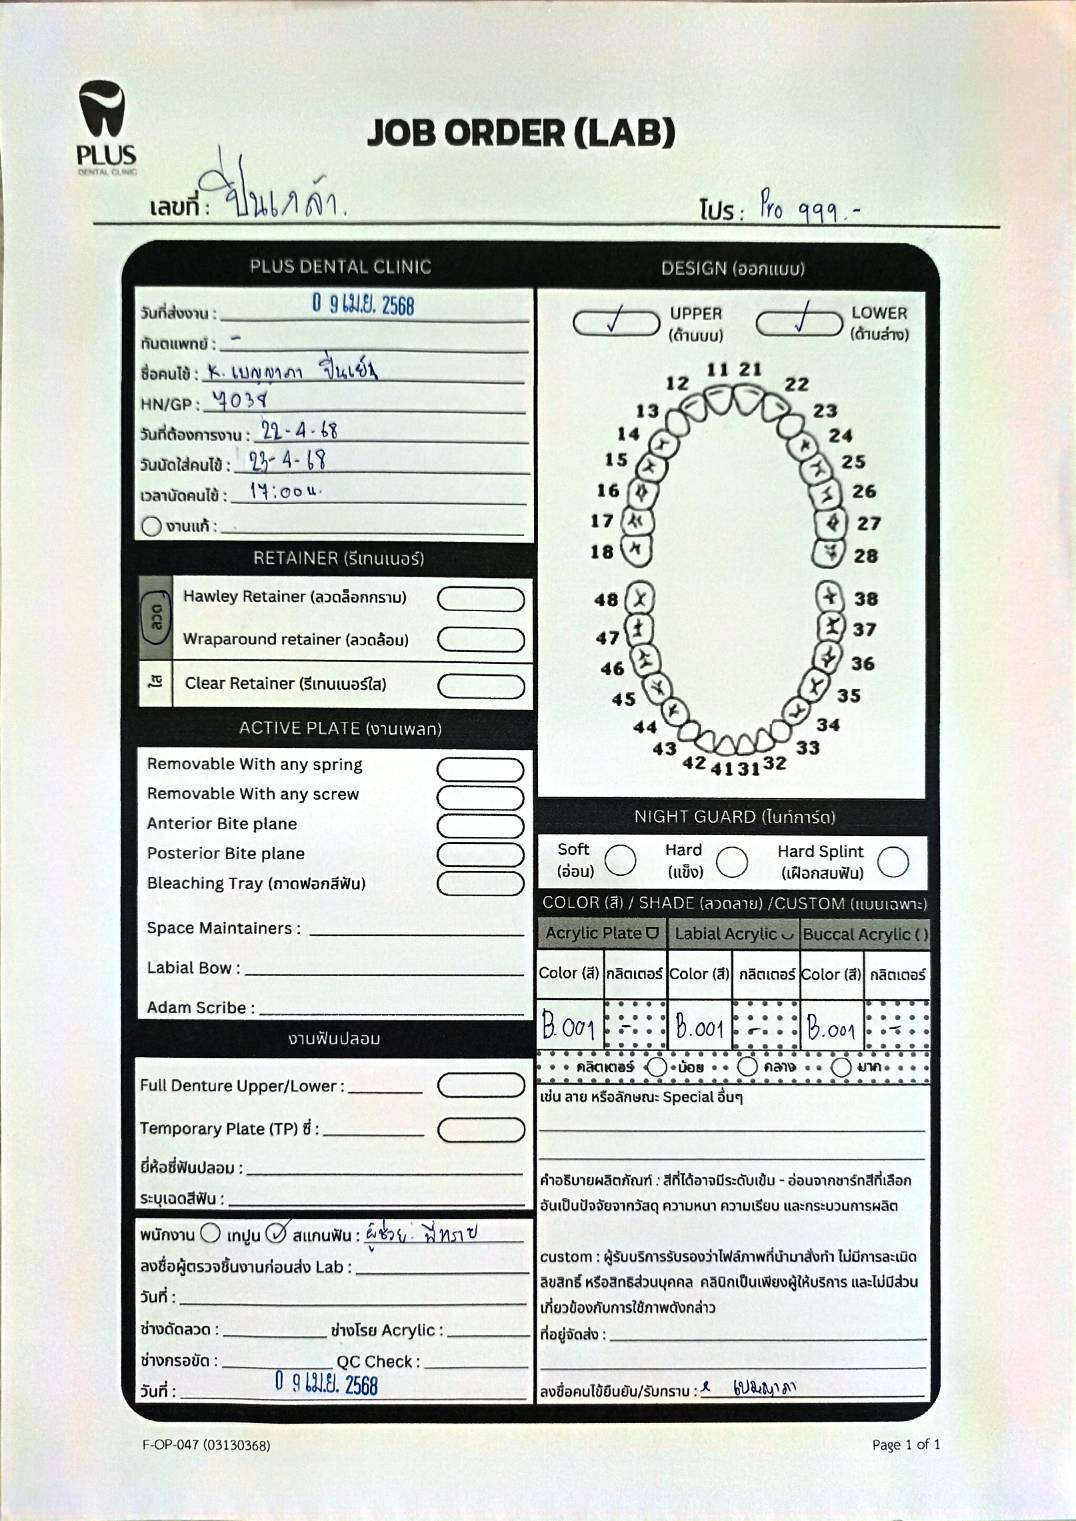 PLUS
DENTAL CLINIC
JOB ORDER (LAB)
เลขที่ : ปิ่นเกล้า.
โปร : Pro 999.-
PLUS DENTAL CLINIC
วันที่ส่งงาน : 0 9 เม.ย. 2568
ทันตแพทย์ : -
ชื่อคนไข้ : K. เบญญาภา ปิ่นเย็น
HN/GP : 7038
วันที่ต้องการงาน : 22-4-68
วันนัดใส่คนไข้ : 23-4-68
เวลานัดคนไข้ : 17:00 น.
งานแก้ :
RETAINER (รีเทนเนอร์)
ลวด
Hawley Retainer (ลวดล็อกกราม)
Wraparound retainer (ลวดล้อม)
ใส
Clear Retainer (รีเทนเนอร์ใส)
ACTIVE PLATE (งานเพลท)
Removable With any spring
Removable With any screw
Anterior Bite plane
Posterior Bite plane
Bleaching Tray (ถาดฟอกสีฟัน)
Space Maintainers :
Labial Bow :
Adam Scribe :
งานฟันปลอม
Full Denture Upper/Lower :
Temporary Plate (TP) ซี่ :
ยี่ห้อซี่ฟันปลอม :
ระบุเฉดสีฟัน :
พนักงาน เทปูน สแกนฟัน : ผู้ช่วย. พี่ทราย
ลงชื่อผู้ตรวจชิ้นงานก่อนส่ง Lab :
วันที่ :
ช่างดัดลวด : ช่างโรย Acrylic :
ช่างกรอขัด : QC Check :
วันที่ : 0 9 เม.ย. 2568
DESIGN (ออกแบบ)
UPPER LOWER
(ด้านบน) (ด้านล่าง)
11 21
12 22
13 23
14 24
15 25
16 26
17 27
18 28
48 38
47 37
46 36
45 35
44 34
43 33
42 41 31 32
NIGHT GUARD (ไนท์การ์ด)
Soft Hard Hard Splint
(อ่อน) (แข็ง) (เฝือกสบฟัน)
COLOR (สี) / SHADE (ลวดลาย) /CUSTOM (แบบเฉพาะ)
Acrylic Plate Labial Acrylic Buccal Acrylic ( )
Color (สี) กลิตเตอร์ Color (สี) กลิตเตอร์ Color (สี) กลิตเตอร์
B.001 - B.001 - B.001 -
กลิตเตอร์ น้อย กลาง มาก
เช่น ลาย หรือลักษณะ Special อื่นๆ
คำอธิบายผลิตภัณฑ์ : สีที่ได้อาจมีระดับเข้ม - อ่อนจากชาร์ทสีที่เลือก
อันเป็นปัจจัยจากวัสดุ ความหนา ความเรียบ และกระบวนการผลิต
custom : ผู้รับบริการรับรองว่าไฟล์ภาพที่นำมาสั่งทำ ไม่มีการละเมิด
ลิขสิทธิ์ หรือสิทธิส่วนบุคคล คลินิกเป็นเพียงผู้ให้บริการ และไม่มีส่วน
เกี่ยวข้องกับการใช้ภาพดังกล่าว
ที่อยู่จัดส่ง :
ลงชื่อคนไข้ยืนยัน/รับทราบ : x เบญญาภา
F-OP-047 (03130368)
Page 1 of 1